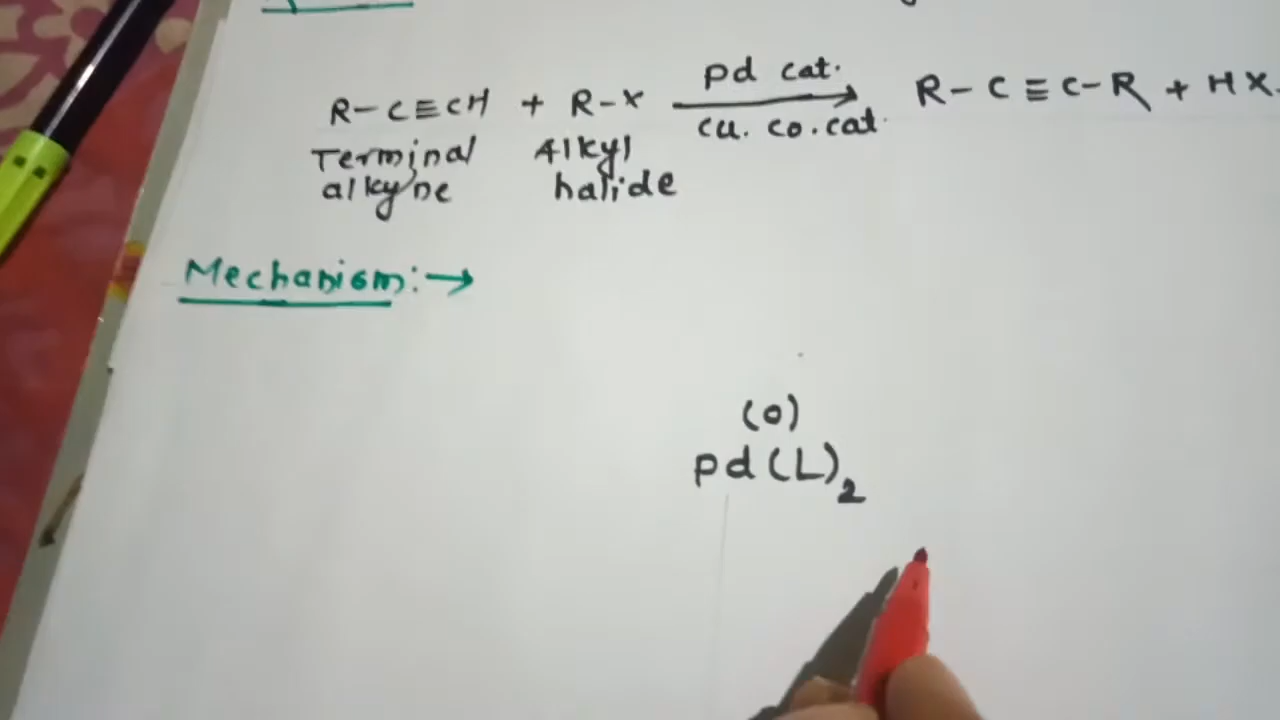 R-C≡CH + R-X pd cat. R-C≡C-R + HX.
cu. co. cat.
Terminal Alkyl
alkyne halide
Mechanism:→
(0)
pd(L)₂